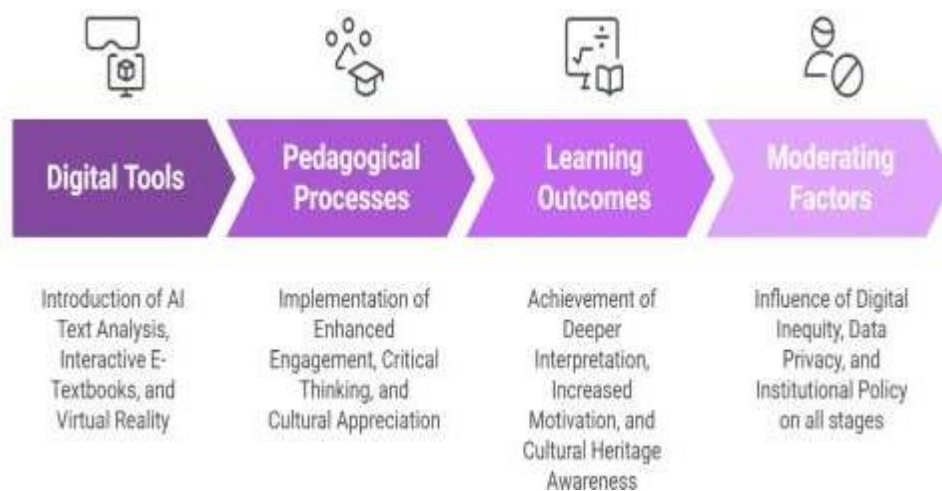 Digital Tools
Pedagogical
Processes
Learning
Outcomes
Moderating
Factors
Introduction of AI
Text Analysis,
Interactive E-
Textbooks, and
Virtual Reality
Implementation of
Enhanced
Engagement, Critical
Thinking, and
Cultural Appreciation
Achievement of
Deeper
Interpretation,
Increased
Motivation, and
Cultural Heritage
Awareness
Influence of Digital
Inequity, Data
Privacy, and
Institutional Policy
on all stages